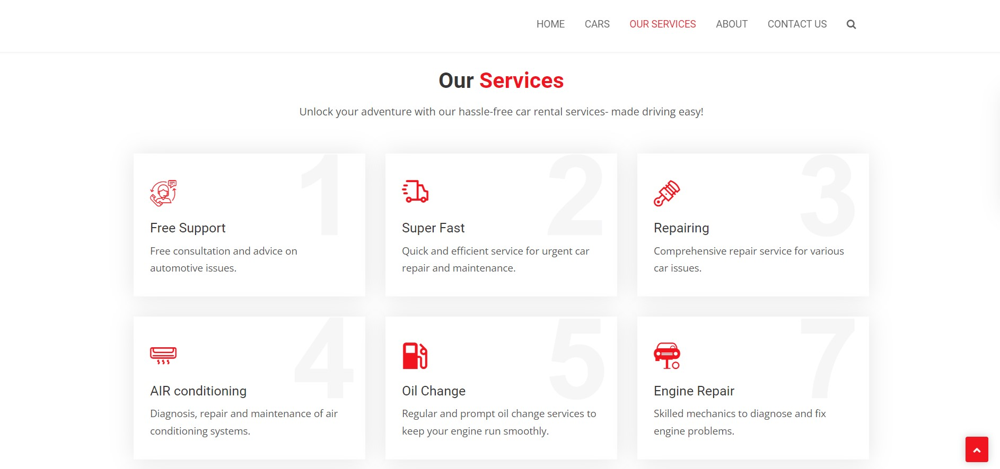 HOME CARS OUR SERVICES ABOUT CONTACT US
Our Services
Unlock your adventure with our hassle-free car rental services- made driving easy!
1
Free Support
Free consultation and advice on
automotive issues.
2
Super Fast
Quick and efficient service for urgent car
repair and maintenance.
3
Repairing
Comprehensive repair service for various
car issues.
4
AIR conditioning
Diagnosis, repair and maintenance of air
conditioning systems.
5
Oil Change
Regular and prompt oil change services to
keep your engine run smoothly.
7
Engine Repair
Skilled mechanics to diagnose and fix
engine problems.